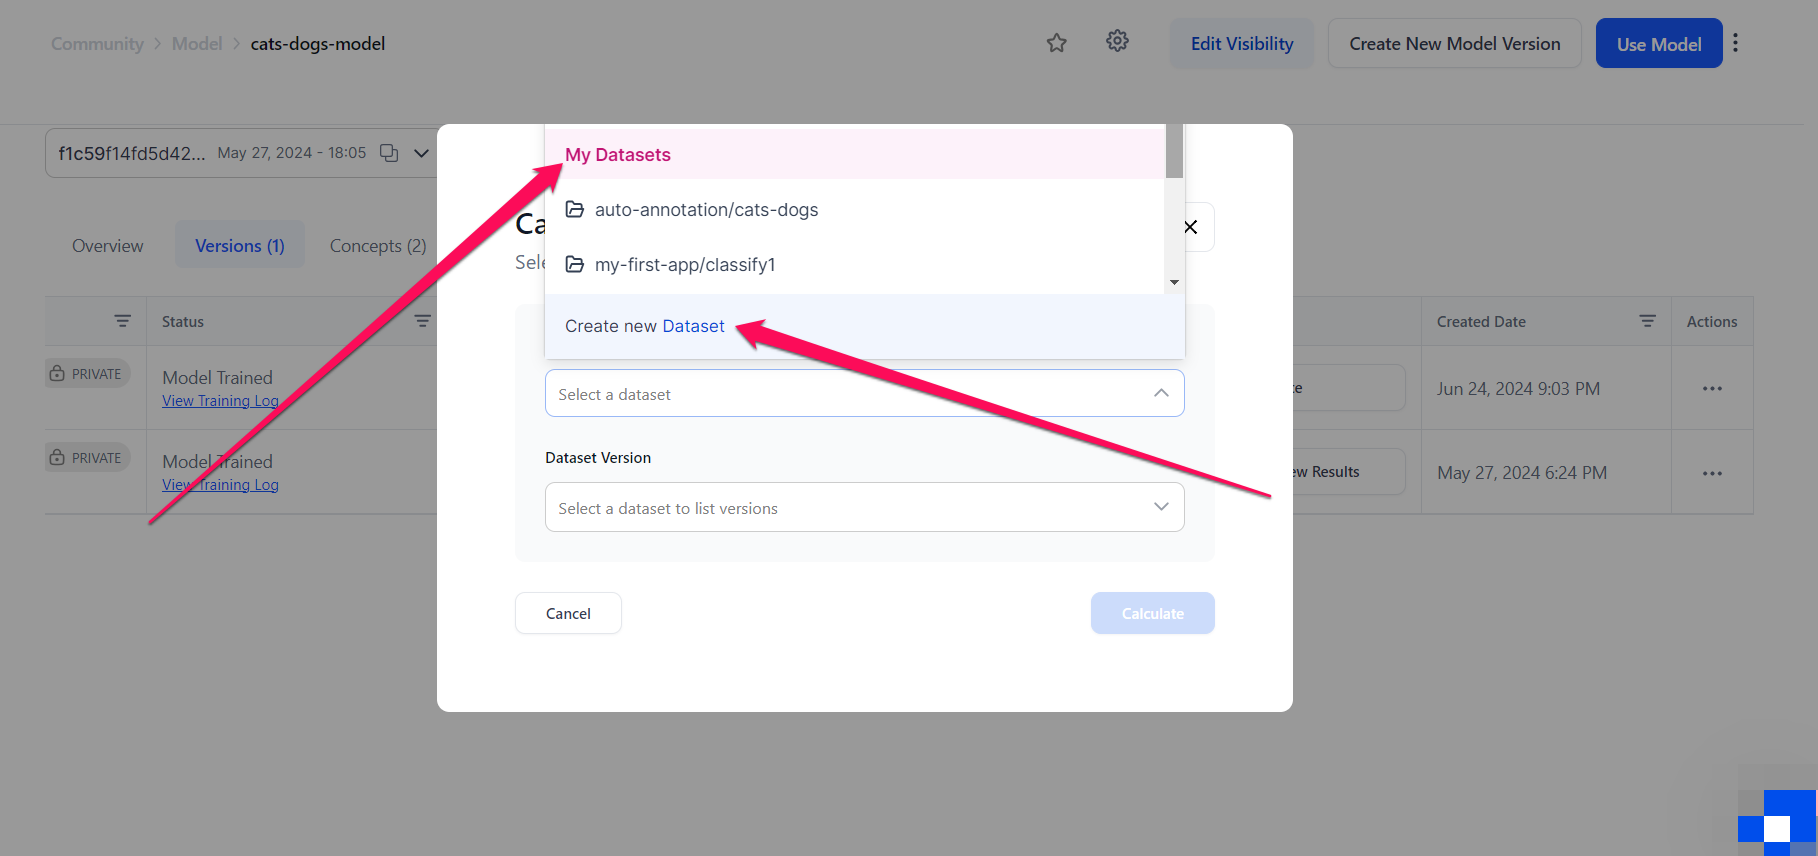 Community > Model > cats-dogs-model
Edit Visibility
Create New Model Version
Use Model
f1c59f14fd5d42... May 27, 2024 - 18:05
Overview
Versions (1)
Concepts (2)
My Datasets
auto-annotation/cats-dogs
my-first-app/classify1
Create new Dataset
Select a dataset
Dataset Version
Select a dataset to list versions
Cancel
Calculate
Status
Created Date
Actions
PRIVATE
Model Trained
View Training Log
Jun 24, 2024 9:03 PM
PRIVATE
Model Trained
View Training Log
Results
May 27, 2024 6:24 PM